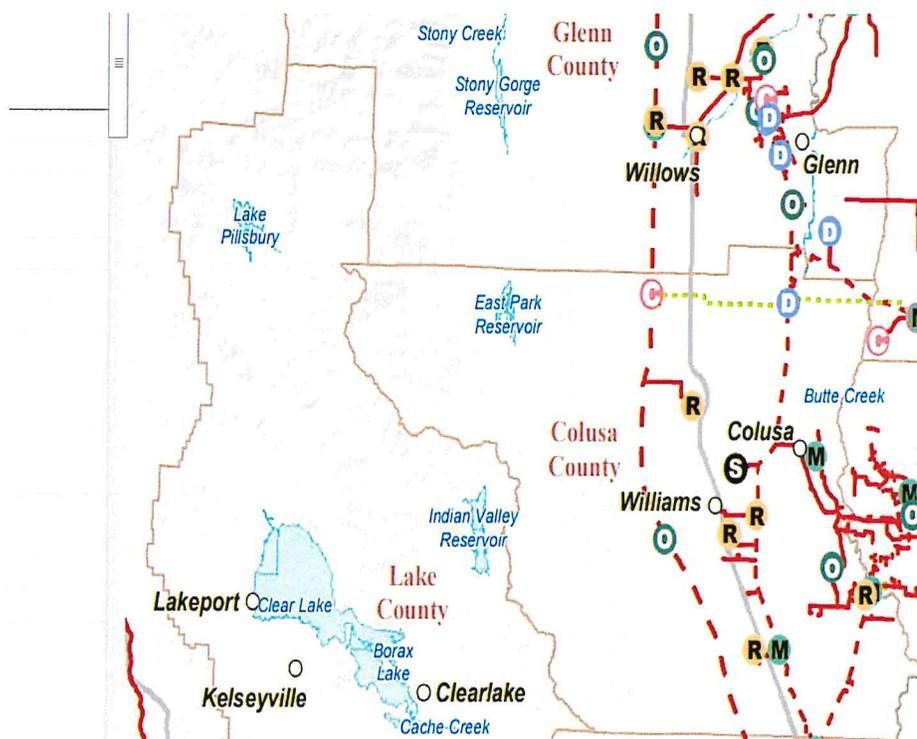 Stony Creek
Glenn
County
O
O
R
R
Stony Gorge
Reservoir
C
D
R
Q
D
Glenn
Willows
O
Lake
Pillsbury
D
C
D
East Park
Reservoir
C
Butte Creek
R
Colusa
County
Colusa
M
S
M
Williams
R
R
O
Indian Valley
Reservoir
O
O
Lake
County
R
Lakeport
Clear Lake
Borax
Lake
R
M
Kelseyville
Clearlake
Cache Creek